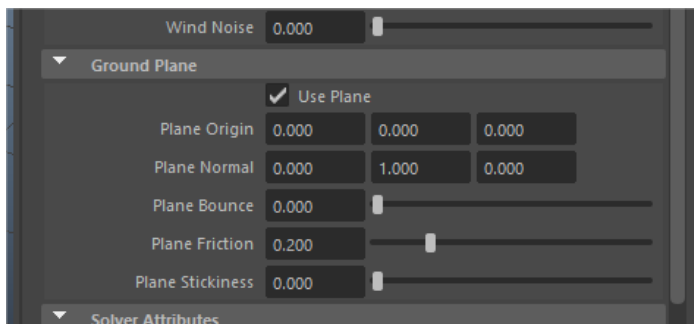 Wind Noise 0.000
Ground Plane
Use Plane
Plane Origin 0.000 0.000 0.000
Plane Normal 0.000 1.000 0.000
Plane Bounce 0.000
Plane Friction 0.200
Plane Stickiness 0.000
Solver Attributes